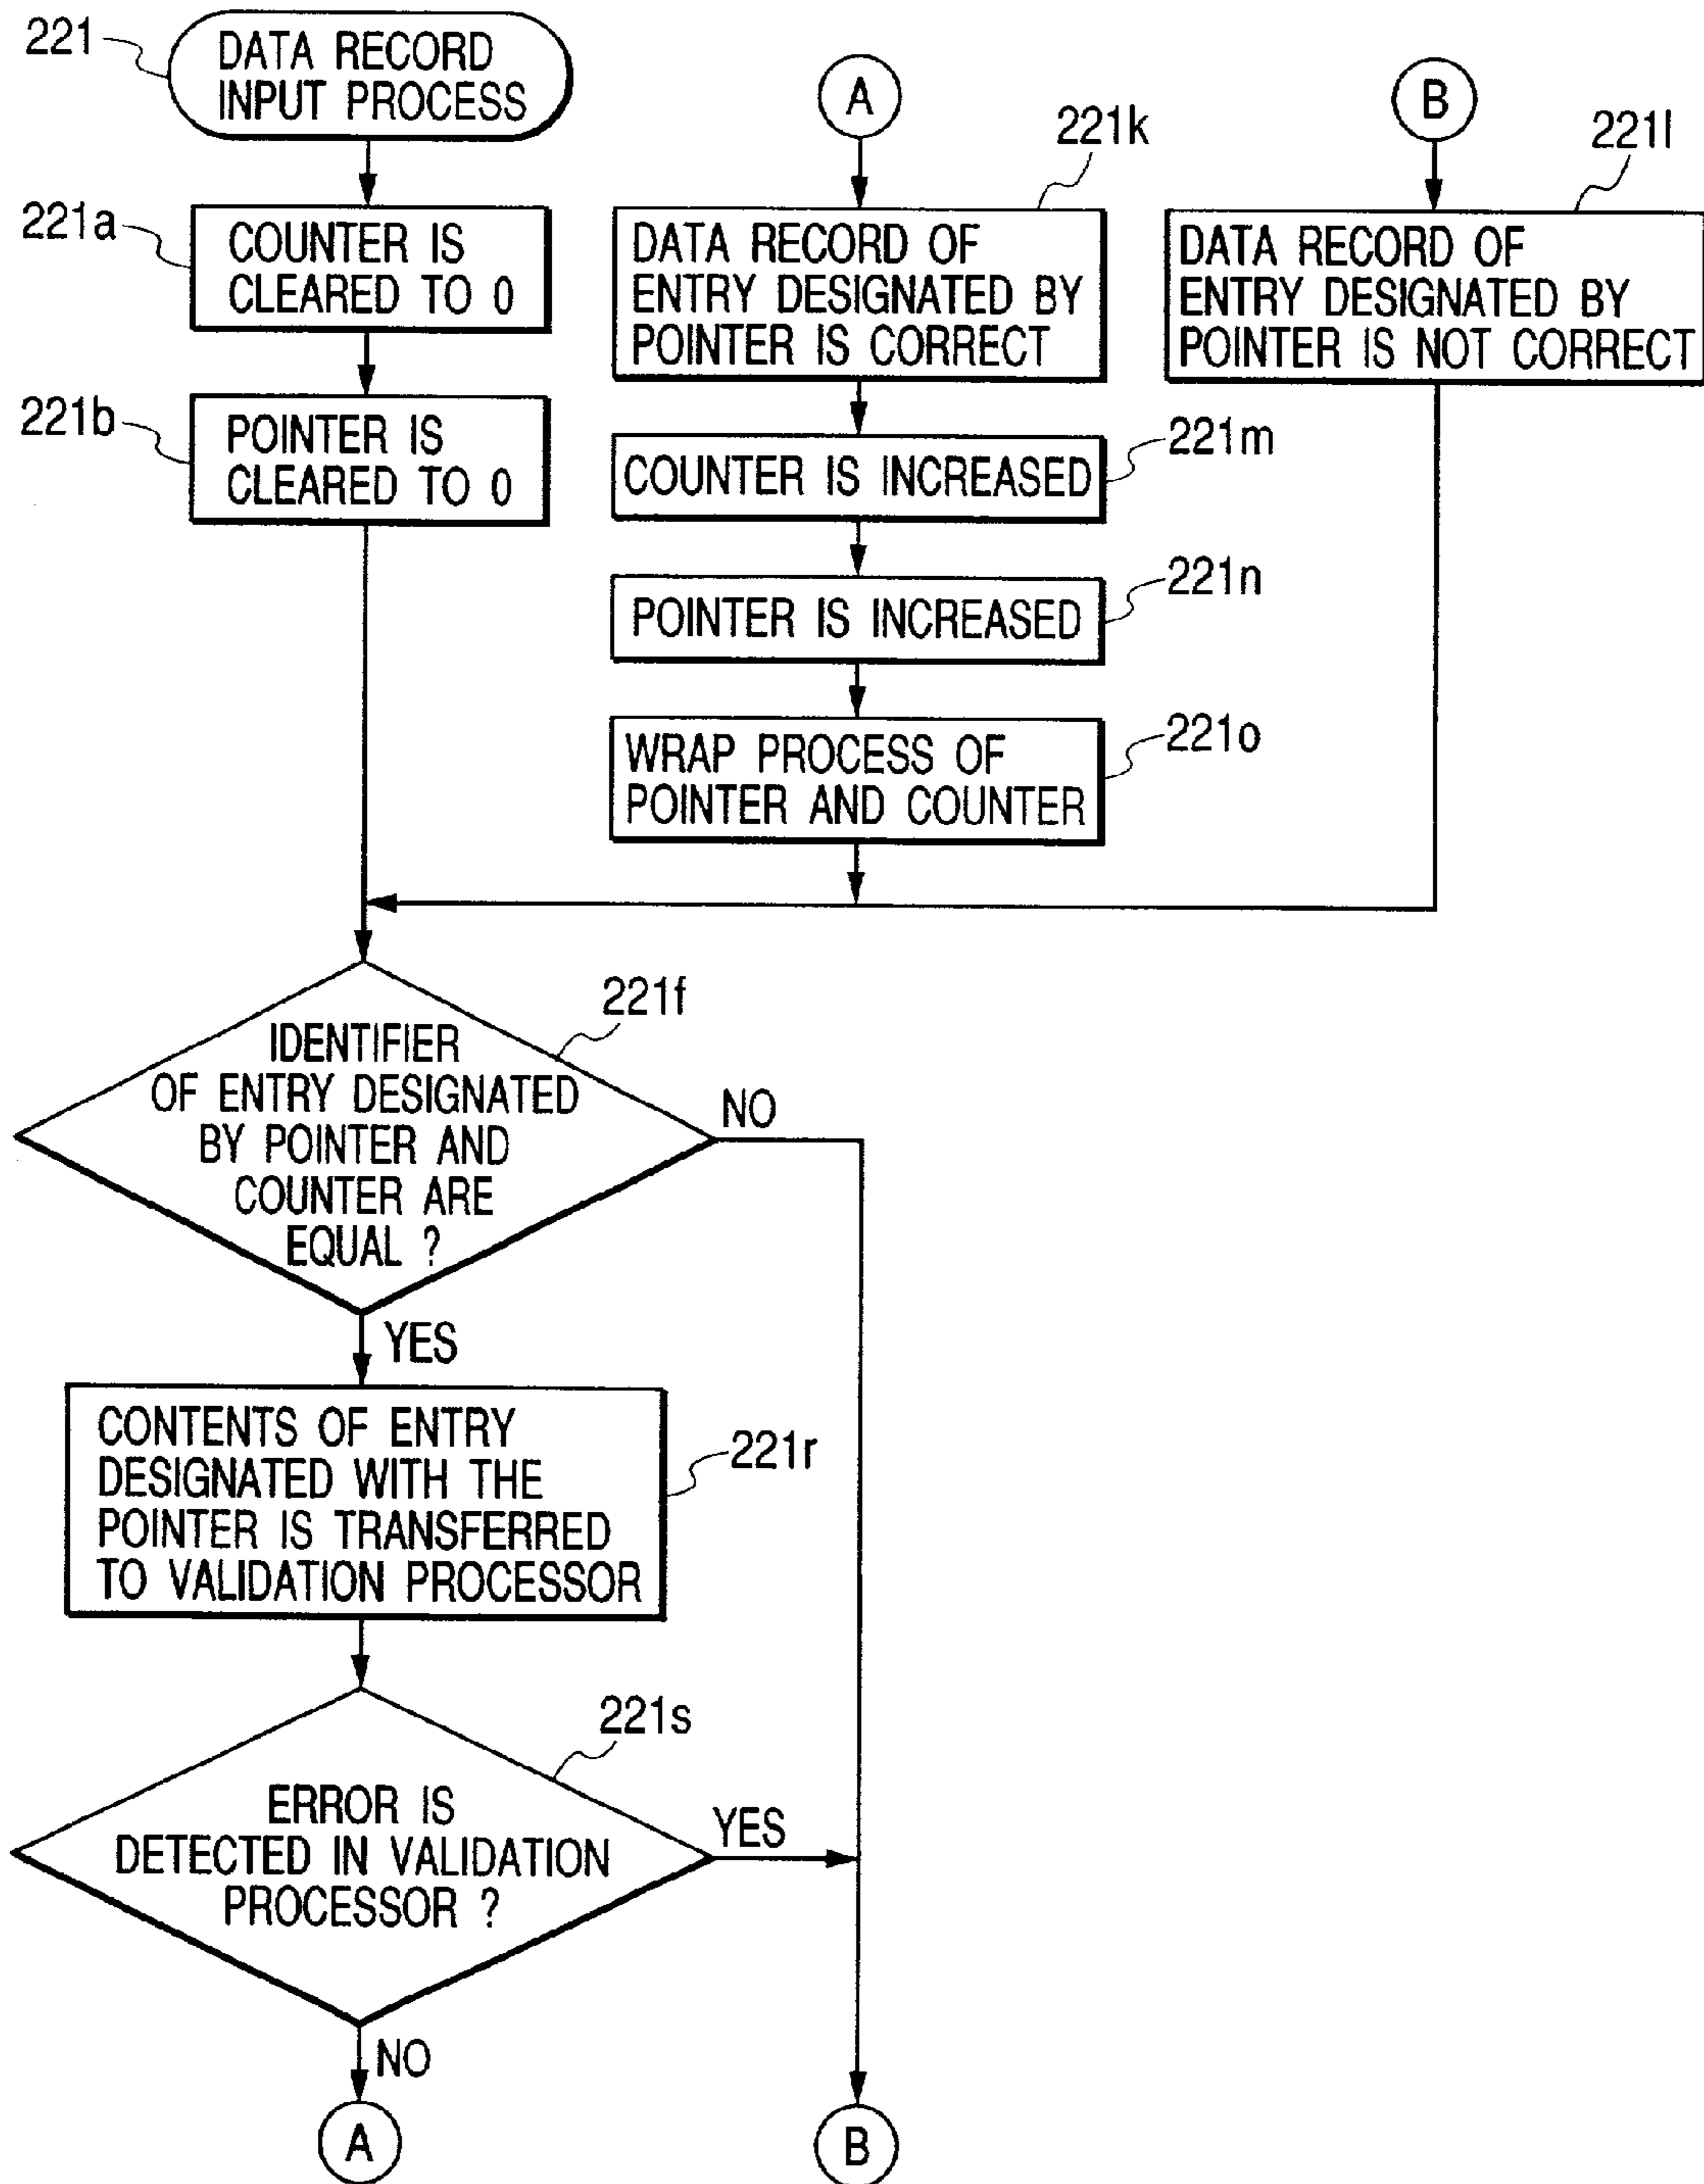 221
DATA RECORD
INPUT PROCESS
221a
COUNTER IS
CLEARED TO 0
221b
POINTER IS
CLEARED TO 0
A
221k
DATA RECORD OF
ENTRY DESIGNATED BY
POINTER IS CORRECT
COUNTER IS INCREASED
221m
POINTER IS INCREASED
221n
WRAP PROCESS OF
POINTER AND COUNTER
221o
B
221l
DATA RECORD OF
ENTRY DESIGNATED BY
POINTER IS NOT CORRECT
221f
IDENTIFIER
OF ENTRY DESIGNATED
BY POINTER AND
COUNTER ARE
EQUAL ?
NO
YES
CONTENTS OF ENTRY
DESIGNATED WITH THE
POINTER IS TRANSFERRED
TO VALIDATION PROCESSOR
221r
221s
ERROR IS
DETECTED IN VALIDATION
PROCESSOR ?
YES
NO
A
B